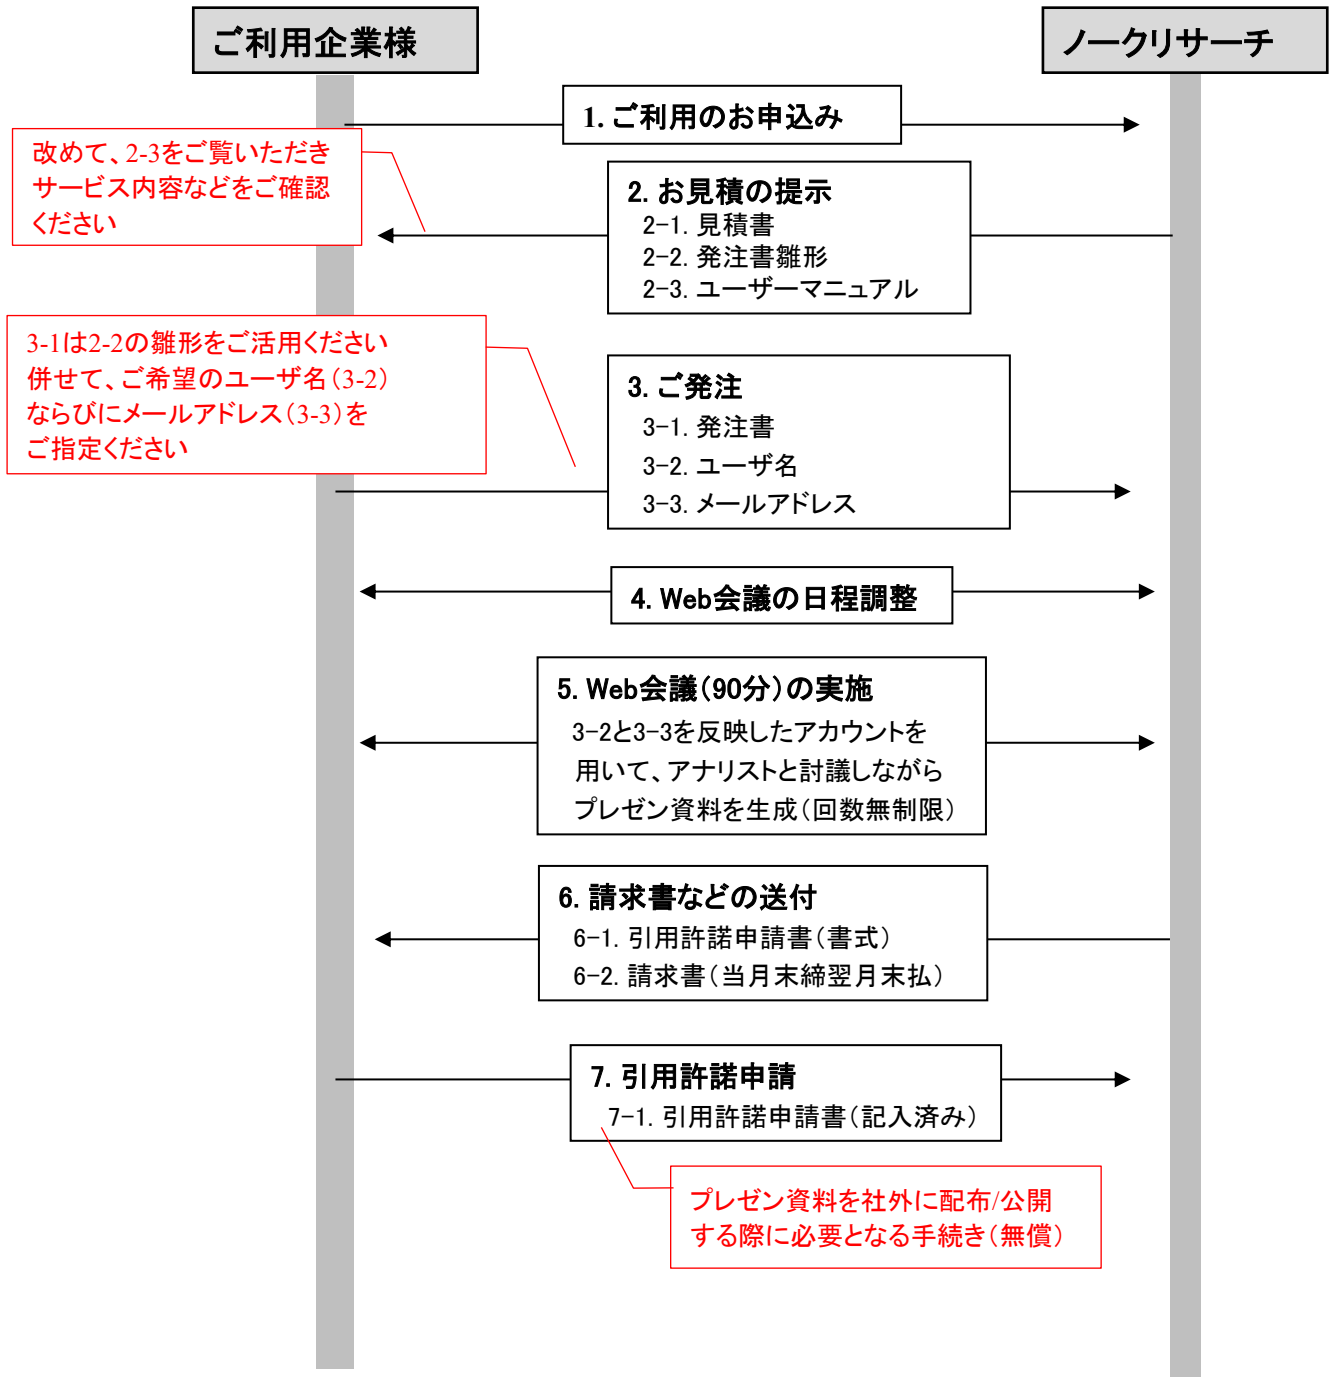 ご利用企業様
ノークリサーチ
1. ご利用のお申込み
改めて、2-3をご覧いただき
サービス内容などをご確認
ください
2. お見積の提示
2-1. 見積書
2-2. 発注書雛形
2-3. ユーザーマニュアル
3-1は2-2の雛形をご活用ください
併せて、ご希望のユーザ名（3-2）
ならびにメールアドレス（3-3）を
ご指定ください
3. ご発注
3-1. 発注書
3-2. ユーザ名
3-3. メールアドレス
4. Web会議の日程調整
5. Web会議（90分）の実施
3-2と3-3を反映したアカウントを
用いて、アナリストと討議しながら
プレゼン資料を生成（回数無制限）
6. 請求書などの送付
6-1. 引用許諾申請書（書式）
6-2. 請求書（当月末締翌月末払）
7. 引用許諾申請
7-1. 引用許諾申請書（記入済み）
プレゼン資料を社外に配布/公開
する際に必要となる手続き（無償）